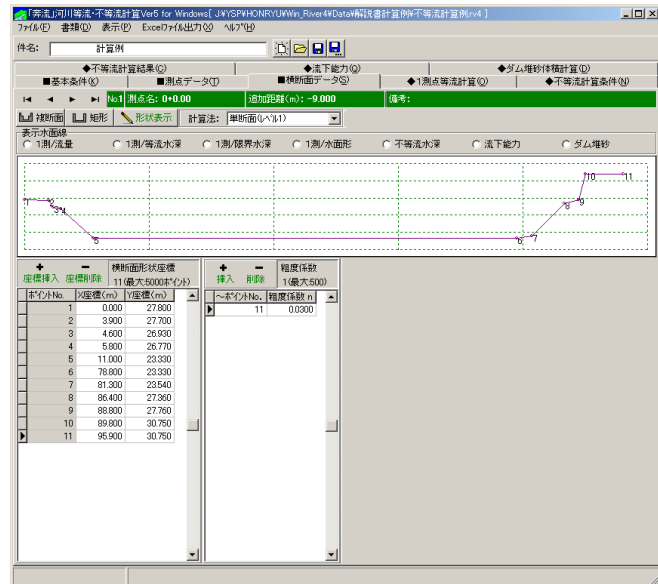 「奔流」河川等流・不等流計算Ver5 for Windows[ J:¥YSP¥HONRYU¥Win_River4¥Data¥解説書計算例¥不等流計算例.rv4 ]
ファイル(F) 書類(D) 表示(P) Excelファイル出力(X) ヘルプ(H)
件名: 計算例
◆不等流計算結果(C) ◆流下能力(Q) ◆ダム堆砂体積計算(D)
■基本条件(K) ■測点データ(T) ■横断面データ(S) ◆1測点等流計算(Q) ◆不等流計算条件(N)
No.1 測点名: 0+0.00 追加距離(m): -9.000 備考:
複断面 矩形 形状表示 計算法: 単断面(レベル1)
表示水面線
1測/流量 1測/等流水深 1測/限界水深 1測/水面形 不等流水深 流下能力 ダム堆砂
10 11
1 2 3 4 8 9
5 6 7
+ - 横断面形状座標 + - 粗度係数
座標挿入 座標削除 11(最大:5000ポイント) 挿入 削除 1(最大:500)
ポイントNo. X座標(m) Y座標(m) ～ポイントNo. 粗度係数 n
1 0.000 27.800 11 0.0300
2 3.900 27.700
3 4.600 26.930
4 5.800 26.770
5 11.000 23.330
6 78.800 23.330
7 81.300 23.540
8 86.400 27.360
9 88.800 27.760
10 89.800 30.750
11 95.900 30.750